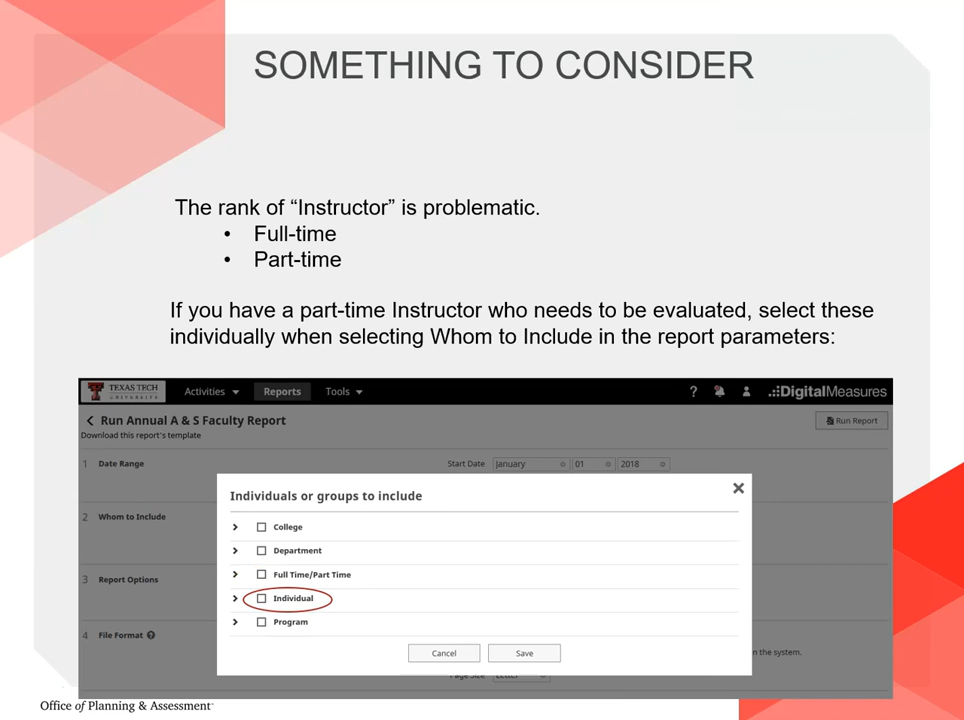 SOMETHING TO CONSIDER
The rank of “Instructor” is problematic.
• Full-time
• Part-time
If you have a part-time Instructor who needs to be evaluated, select these
individually when selecting Whom to Include in the report parameters:
TEXAS TECH
UNIVERSITY
Activities
Reports
Tools
?
.::DigitalMeasures
Run Annual A & S Faculty Report
Run Report
Download this report's template
1 Date Range
Start Date January 01 2018
Individuals or groups to include
2 Whom to Include
College
Department
Full Time/Part Time
3 Report Options
Individual
Program
4 File Format ?
Cancel
Save
n the system.
Page Size Letter
Office of Planning & Assessment